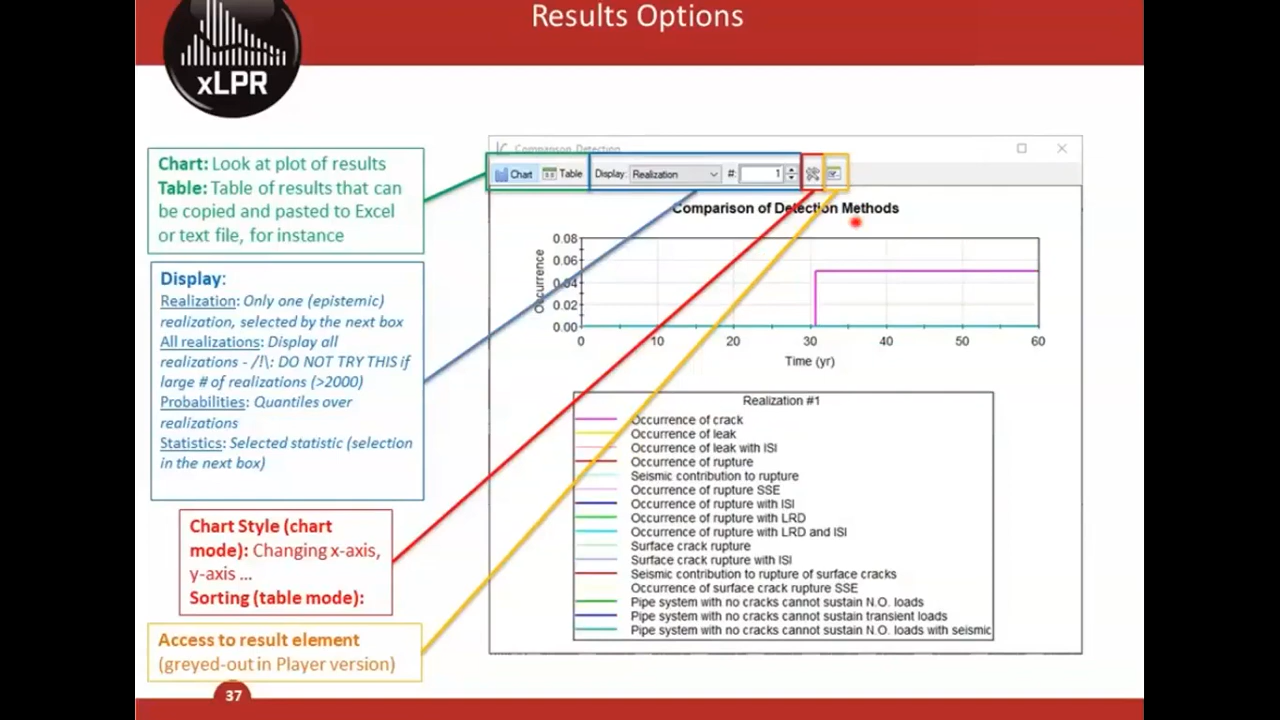 Results Options
xLPR
Chart: Look at plot of results
Table: Table of results that can
be copied and pasted to Excel
or text file, for instance
Display:
Realization: Only one (epistemic)
realization, selected by the next box
All realizations: Display all
realizations - /!\: DO NOT TRY THIS if
large # of realizations (>2000)
Probabilities: Quantiles over
realizations
Statistics: Selected statistic (selection
in the next box)
Chart Style (chart
mode): Changing x-axis,
y-axis ...
Sorting (table mode):
Access to result element
(greyed-out in Player version)
37
Comparison Detection
Chart Table Display: Realization #: 1
Comparison of Detection Methods
Occurrence
0.08
0.06
0.04
0.02
0.00
0 10 20 30 40 50 60
Time (yr)
Realization #1
Occurrence of crack
Occurrence of leak
Occurrence of leak with ISI
Occurrence of rupture
Seismic contribution to rupture
Occurrence of rupture SSE
Occurrence of rupture with ISI
Occurrence of rupture with LRD
Occurrence of rupture with LRD and ISI
Surface crack rupture
Surface crack rupture with ISI
Seismic contribution to rupture of surface cracks
Occurrence of surface crack rupture SSE
Pipe system with no cracks cannot sustain N.O. loads
Pipe system with no cracks cannot sustain transient loads
Pipe system with no cracks cannot sustain N.O. loads with seismic